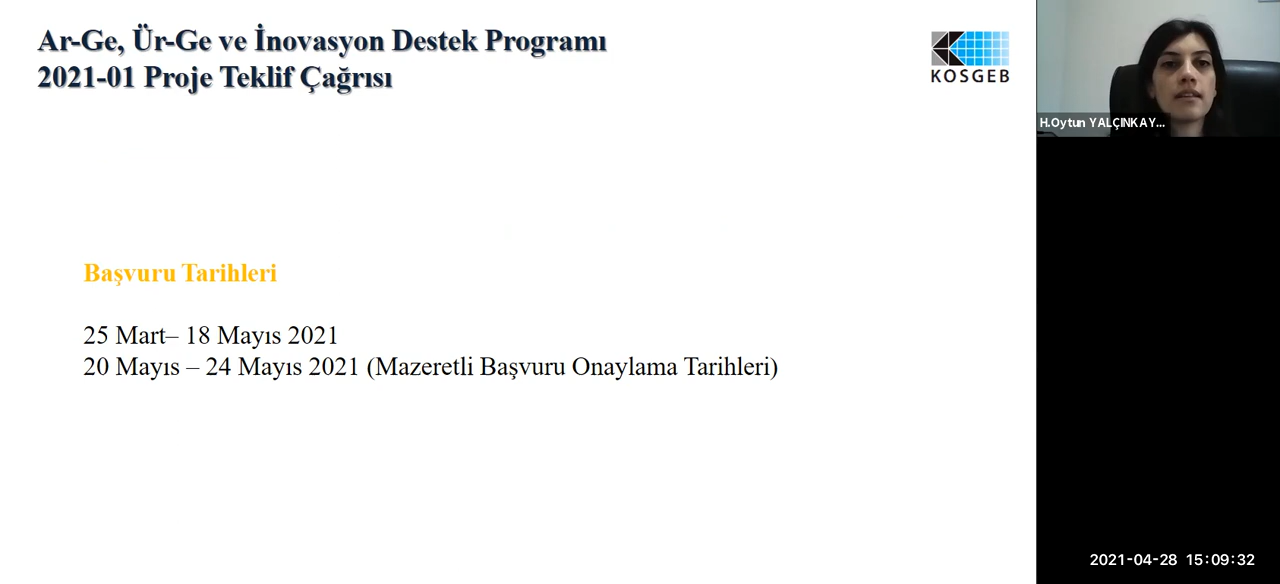 Ar-Ge, Ür-Ge ve İnovasyon Destek Programı
2021-01 Proje Teklif Çağrısı
KOSGEB
H.Oytun YALÇINKAY...
Başvuru Tarihleri
25 Mart– 18 Mayıs 2021
20 Mayıs – 24 Mayıs 2021 (Mazeretli Başvuru Onaylama Tarihleri)
2021-04-28 15:09:32